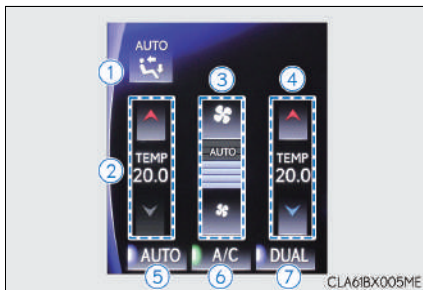 AUTO
1
3
4
2
TEMP
20.0
AUTO
TEMP
20.0
AUTO
A/C
DUAL
5
6
7
CLA61BX005ME